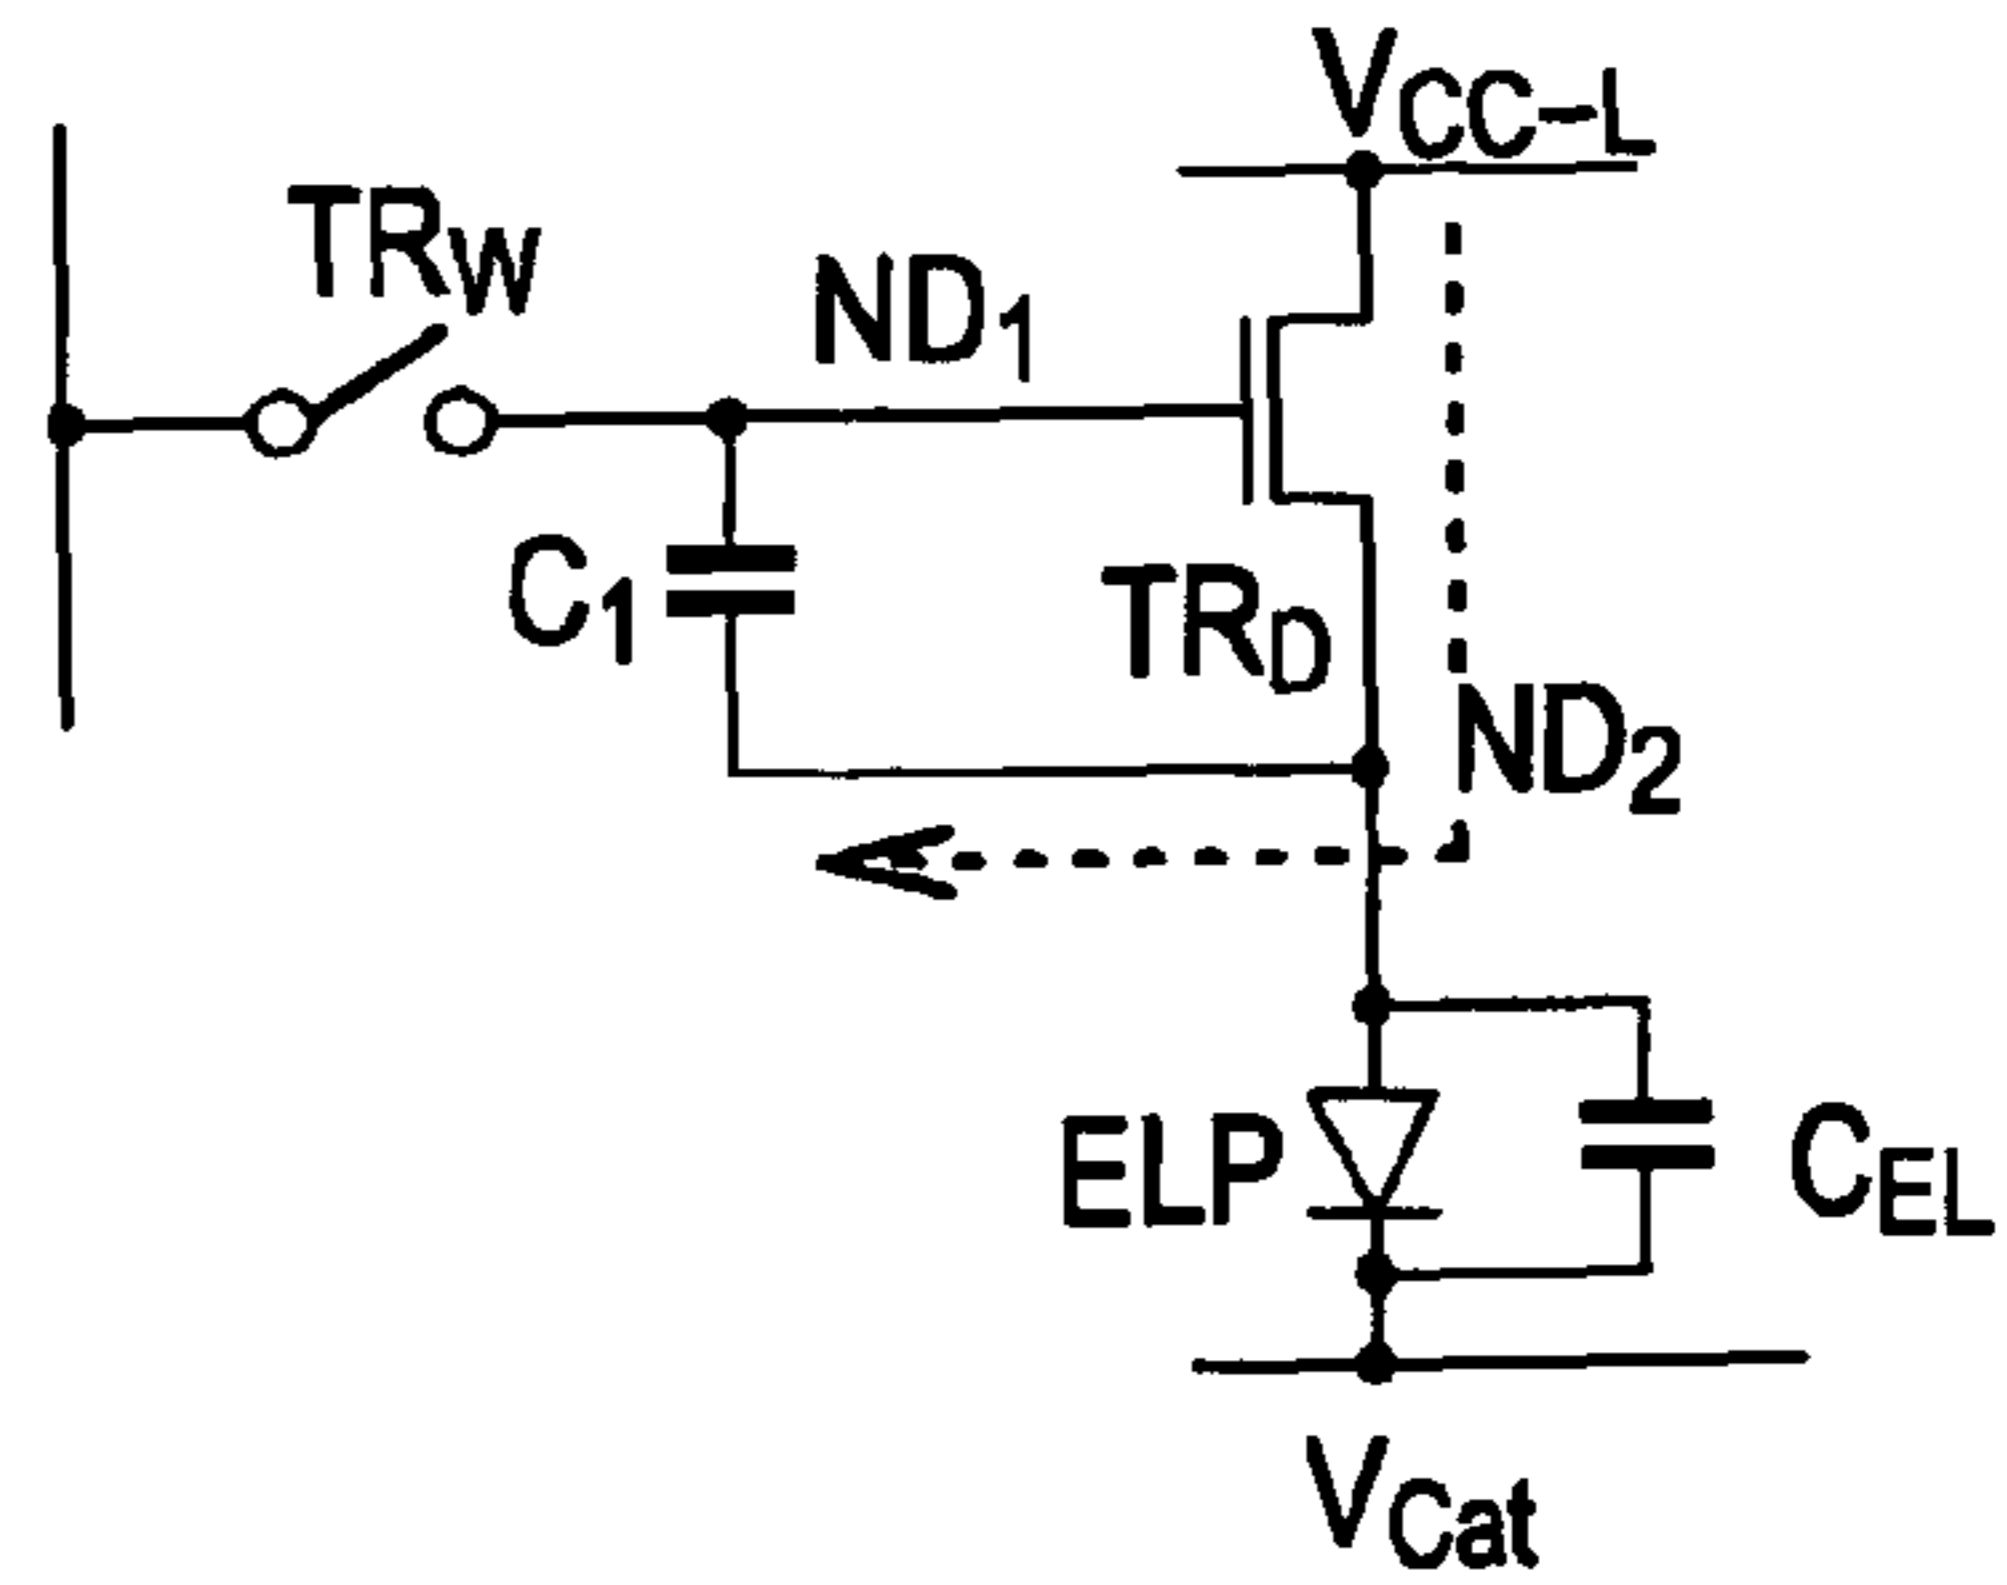 VCC-L
TRW
ND1
C1
TRD
ND2
ELP
CEL
VCat